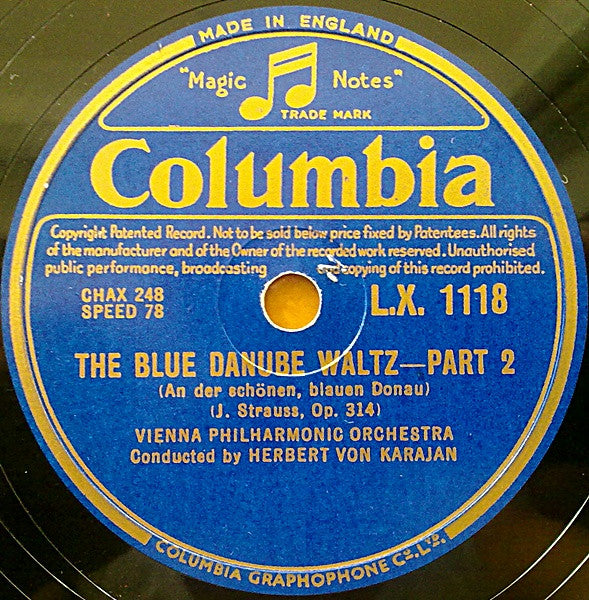 MADE IN ENGLAND
"Magic Notes"
TRADE MARK
Columbia
Copyright Patented Record. Not to be sold below price fixed by Patentees. All rights
of the manufacturer and of the Owner of the recorded work reserved. Unauthorised
public performance, broadcasting and copying of this record prohibited.
CHAX 248
SPEED 78
L.X. 1118
THE BLUE DANUBE WALTZ—PART 2
(An der schönen, blauen Donau)
(J. Strauss, Op. 314)
VIENNA PHILHARMONIC ORCHESTRA
Conducted by HERBERT VON KARAJAN
COLUMBIA GRAPHOPHONE Co. LTD.